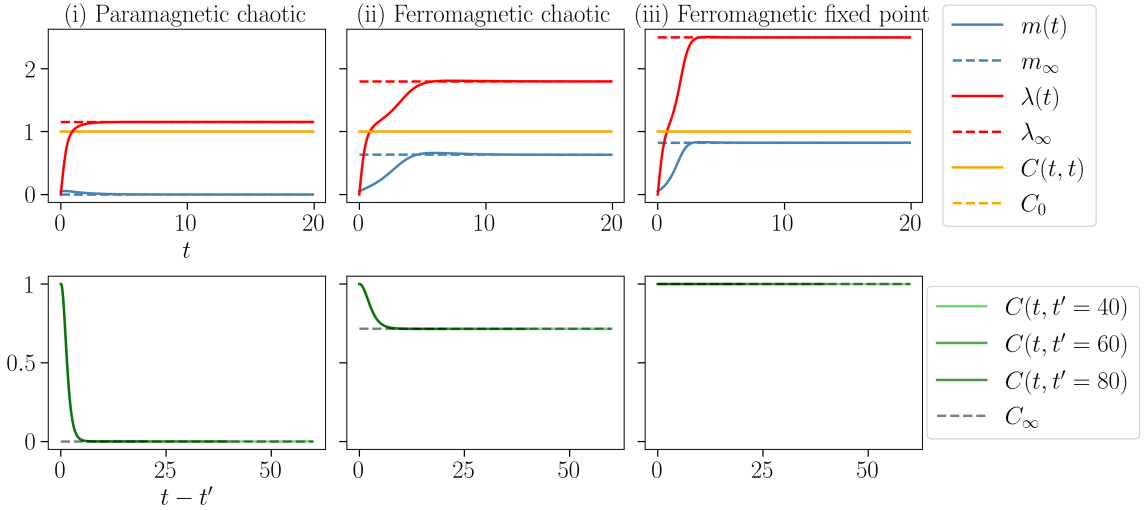 (i) Paramagnetic chaotic
(ii) Ferromagnetic chaotic
(iii) Ferromagnetic fixed point
2
1
0
0 10 20
0 10 20
0 10 20
t
m(t)
m∞
λ(t)
λ∞
C(t, t)
C₀
1
0.5
0
0 25 50
0 25 50
0 25 50
t − t′
C(t, t′ = 40)
C(t, t′ = 60)
C(t, t′ = 80)
C∞